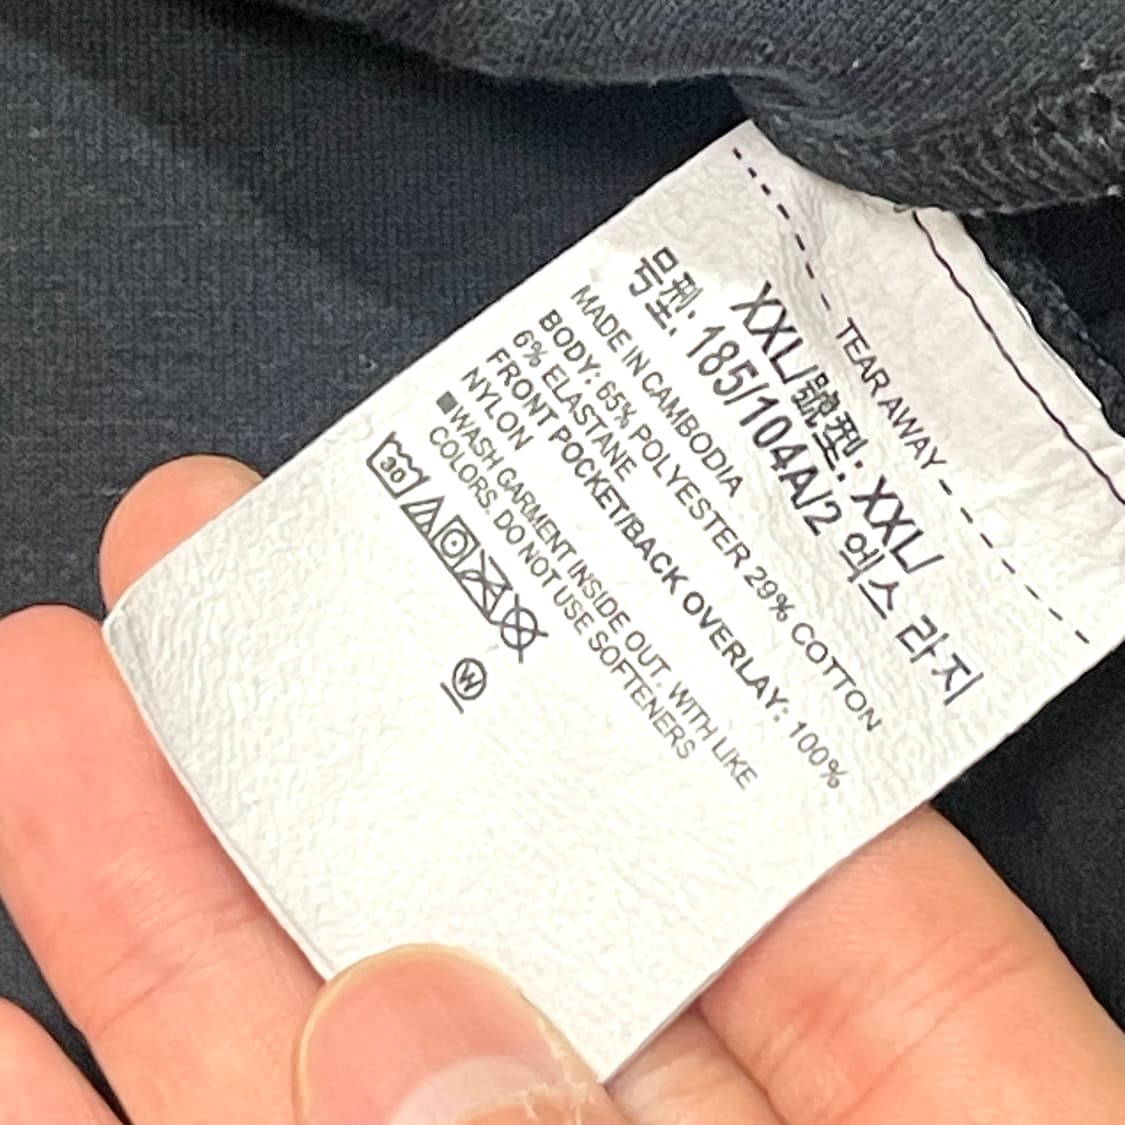 TEAR AWAY
XXL/號型: XXL/
号型: 185/104A/2 엑스 라지
MADE IN CAMBODIA
BODY: 65% POLYESTER 29% COTTON
6% ELASTANE
FRONT POCKET/BACK OVERLAY: 100%
NYLON
■WASH GARMENT INSIDE OUT. WITH LIKE
COLORS. DO NOT USE SOFTENERS
30
W